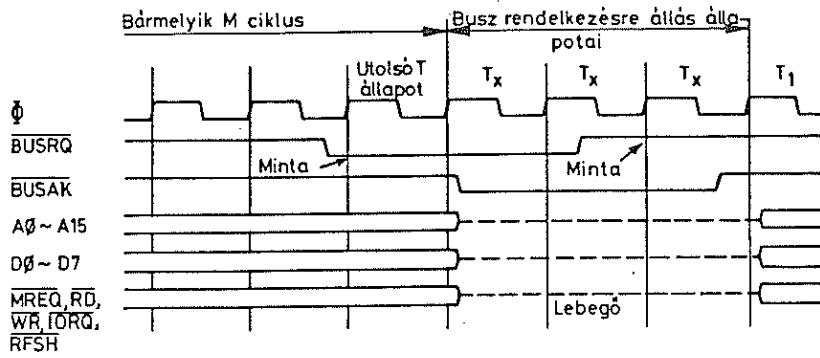 Bármelyik M ciklus
Busz rendelkezésre állás álla-
potai
Utolsó T
állapot
Tx
Tx
Tx
T1
Φ
BUSRQ
Minta
Minta
BUSAK
AØ ~ A15
DØ ~ D7
MREQ, RD,
WR, IORQ,
RFSH
Lebegő